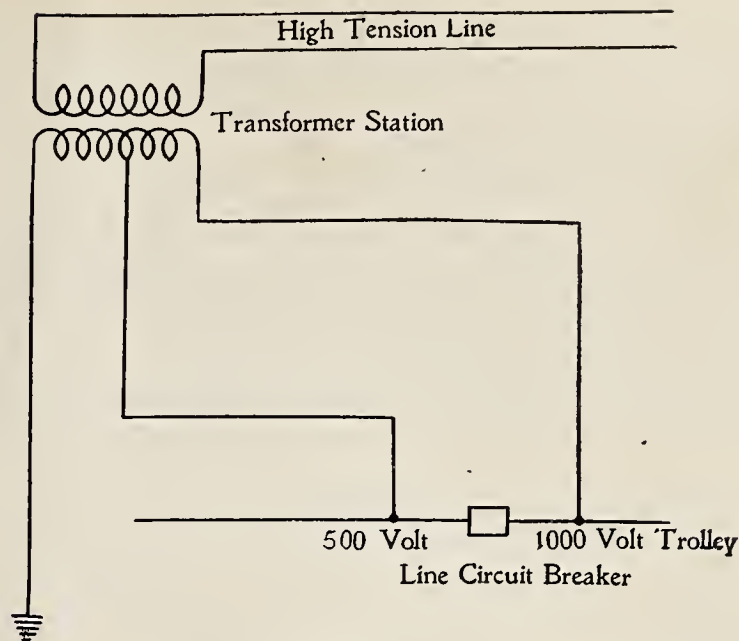 High Tension Line
Transformer Station
500 Volt 1000 Volt Trolley
Line Circuit Breaker